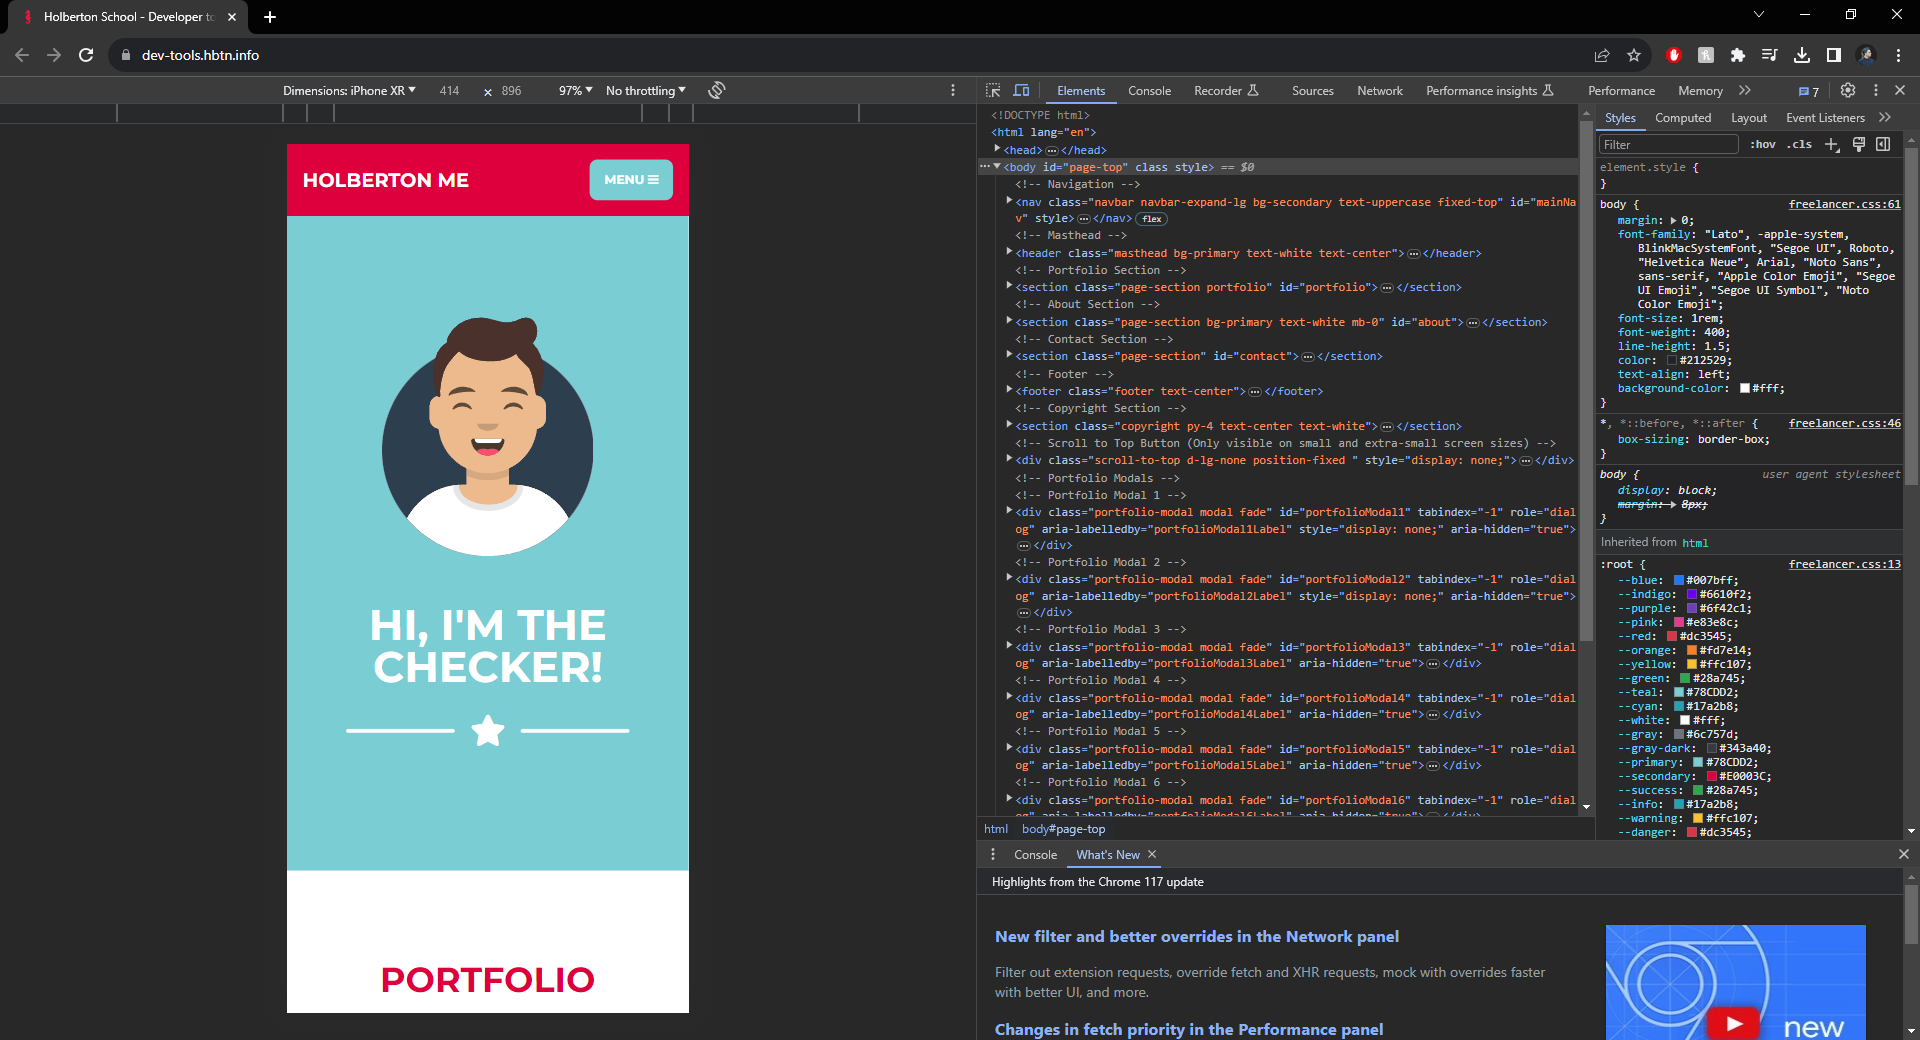 Holberton School - Developer to
dev-tools.hbtn.info
Dimensions: iPhone XR 414 × 896 97% No throttling
Elements Console Recorder Sources Network Performance insights Performance Memory 7
HOLBERTON ME
MENU
HI, I'M THE
CHECKER!
PORTFOLIO
<!DOCTYPE html>
<html lang="en">
<head>…</head>
<body id="page-top" class style> == $0
<!-- Navigation -->
<nav class="navbar navbar-expand-lg bg-secondary text-uppercase fixed-top" id="mainNa
v" style>…</nav> flex
<!-- Masthead -->
<header class="masthead bg-primary text-white text-center">…</header>
<!-- Portfolio Section -->
<section class="page-section portfolio" id="portfolio">…</section>
<!-- About Section -->
<section class="page-section bg-primary text-white mb-0" id="about">…</section>
<!-- Contact Section -->
<section class="page-section" id="contact">…</section>
<!-- Footer -->
<footer class="footer text-center">…</footer>
<!-- Copyright Section -->
<section class="copyright py-4 text-center text-white">…</section>
<!-- Scroll to Top Button (Only visible on small and extra-small screen sizes) -->
<div class="scroll-to-top d-lg-none position-fixed " style="display: none;">…</div>
<!-- Portfolio Modals -->
<!-- Portfolio Modal 1 -->
<div class="portfolio-modal modal fade" id="portfolioModal1" tabindex="-1" role="dial
og" aria-labelledby="portfolioModal1Label" style="display: none;" aria-hidden="true">
…</div>
<!-- Portfolio Modal 2 -->
<div class="portfolio-modal modal fade" id="portfolioModal2" tabindex="-1" role="dial
og" aria-labelledby="portfolioModal2Label" style="display: none;" aria-hidden="true">
…</div>
<!-- Portfolio Modal 3 -->
<div class="portfolio-modal modal fade" id="portfolioModal3" tabindex="-1" role="dial
og" aria-labelledby="portfolioModal3Label" aria-hidden="true">…</div>
<!-- Portfolio Modal 4 -->
<div class="portfolio-modal modal fade" id="portfolioModal4" tabindex="-1" role="dial
og" aria-labelledby="portfolioModal4Label" aria-hidden="true">…</div>
<!-- Portfolio Modal 5 -->
<div class="portfolio-modal modal fade" id="portfolioModal5" tabindex="-1" role="dial
og" aria-labelledby="portfolioModal5Label" aria-hidden="true">…</div>
<!-- Portfolio Modal 6 -->
<div class="portfolio-modal modal fade" id="portfolioModal6" tabindex="-1" role="dial
og" aria-labelledby="portfolioModal6Label" aria-hidden="true">…</div>
html body#page-top
Styles Computed Layout Event Listeners
Filter :hov .cls
element.style {
}
body { freelancer.css:61
margin: 0;
font-family: "Lato", -apple-system,
BlinkMacSystemFont, "Segoe UI", Roboto,
"Helvetica Neue", Arial, "Noto Sans",
sans-serif, "Apple Color Emoji", "Segoe
UI Emoji", "Segoe UI Symbol", "Noto
Color Emoji";
font-size: 1rem;
font-weight: 400;
line-height: 1.5;
color: #212529;
text-align: left;
background-color: #fff;
}
*, *::before, *::after { freelancer.css:46
box-sizing: border-box;
}
body { user agent stylesheet
display: block;
margin: 8px;
}
Inherited from html
:root { freelancer.css:13
--blue: #007bff;
--indigo: #6610f2;
--purple: #6f42c1;
--pink: #e83e8c;
--red: #dc3545;
--orange: #fd7e14;
--yellow: #ffc107;
--green: #28a745;
--teal: #78CDD2;
--cyan: #17a2b8;
--white: #fff;
--gray: #6c757d;
--gray-dark: #343a40;
--primary: #78CDD2;
--secondary: #E0003C;
--success: #28a745;
--info: #17a2b8;
--warning: #ffc107;
--danger: #dc3545;
Console What's New
Highlights from the Chrome 117 update
New filter and better overrides in the Network panel
Filter out extension requests, override fetch and XHR requests, mock with overrides faster
with better UI, and more.
Changes in fetch priority in the Performance panel
new